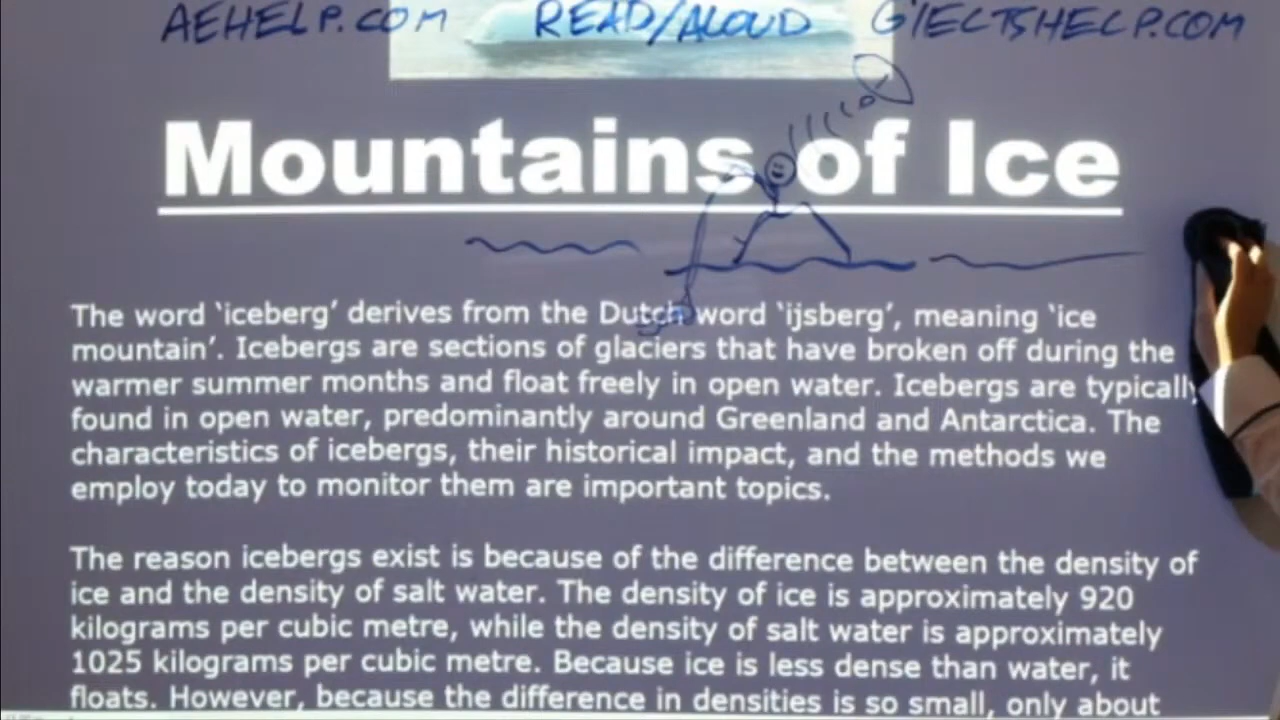 AEHELP.COM READ/ALOUD G/IELTSHELP.COM
Mountains of Ice
The word ‘iceberg’ derives from the Dutch word ‘ijsberg’, meaning ‘ice
mountain’. Icebergs are sections of glaciers that have broken off during the
warmer summer months and float freely in open water. Icebergs are typically
found in open water, predominantly around Greenland and Antarctica. The
characteristics of icebergs, their historical impact, and the methods we
employ today to monitor them are important topics.
The reason icebergs exist is because of the difference between the density of
ice and the density of salt water. The density of ice is approximately 920
kilograms per cubic metre, while the density of salt water is approximately
1025 kilograms per cubic metre. Because ice is less dense than water, it
floats. However, because the difference in densities is so small, only about